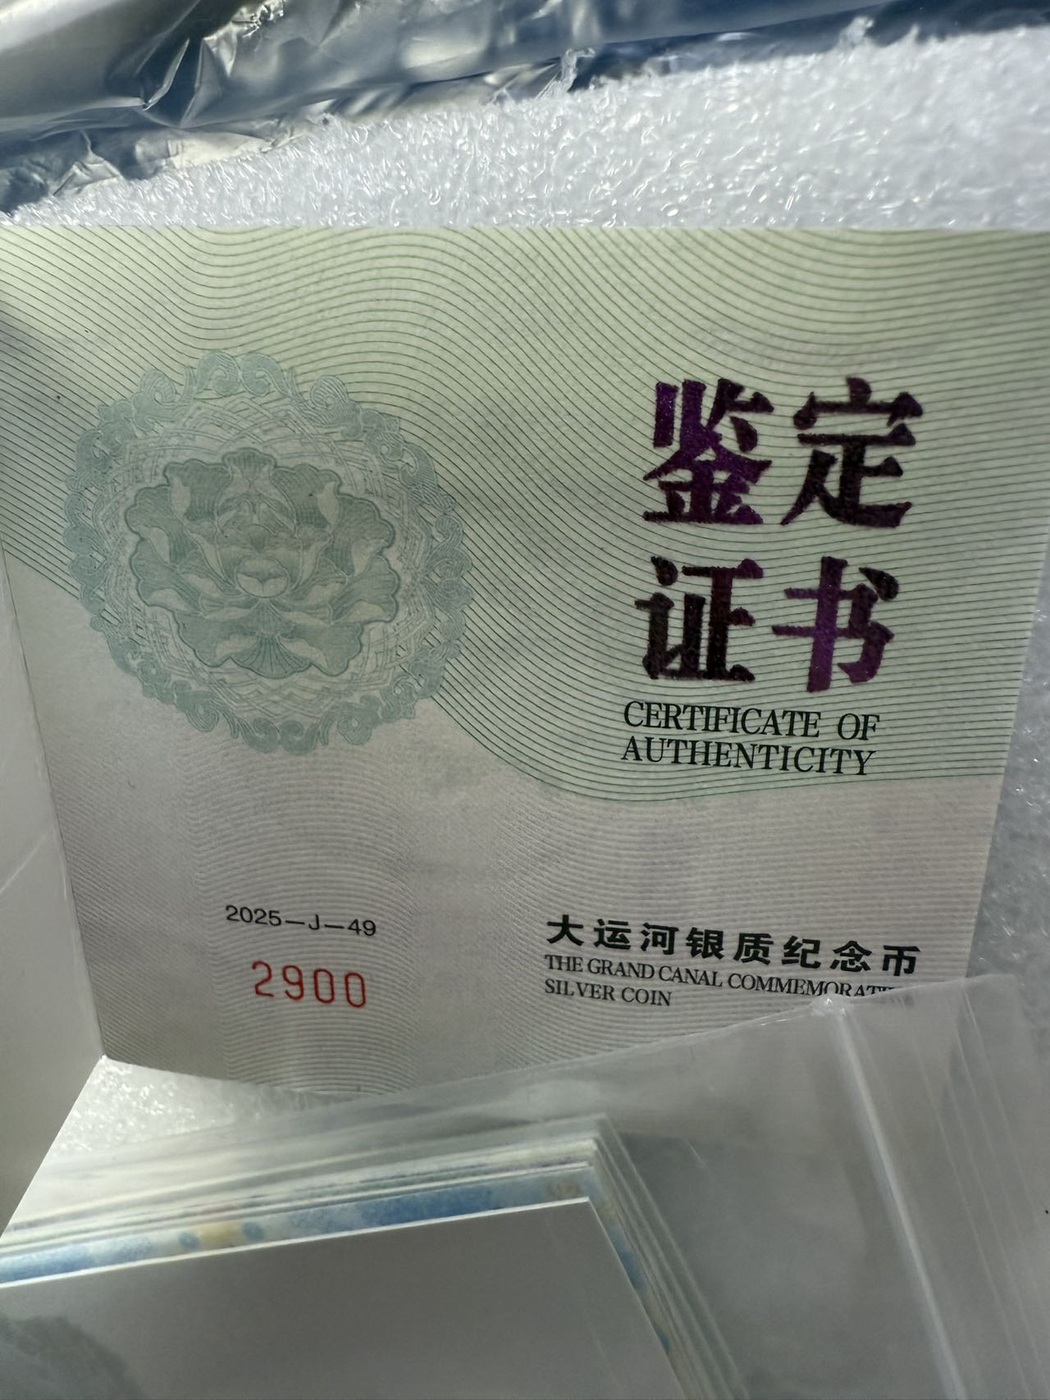 鉴定
证书
CERTIFICATE OF
AUTHENTICITY
2025—J—49
2900
大运河银质纪念币
THE GRAND CANAL
SILVER COIN